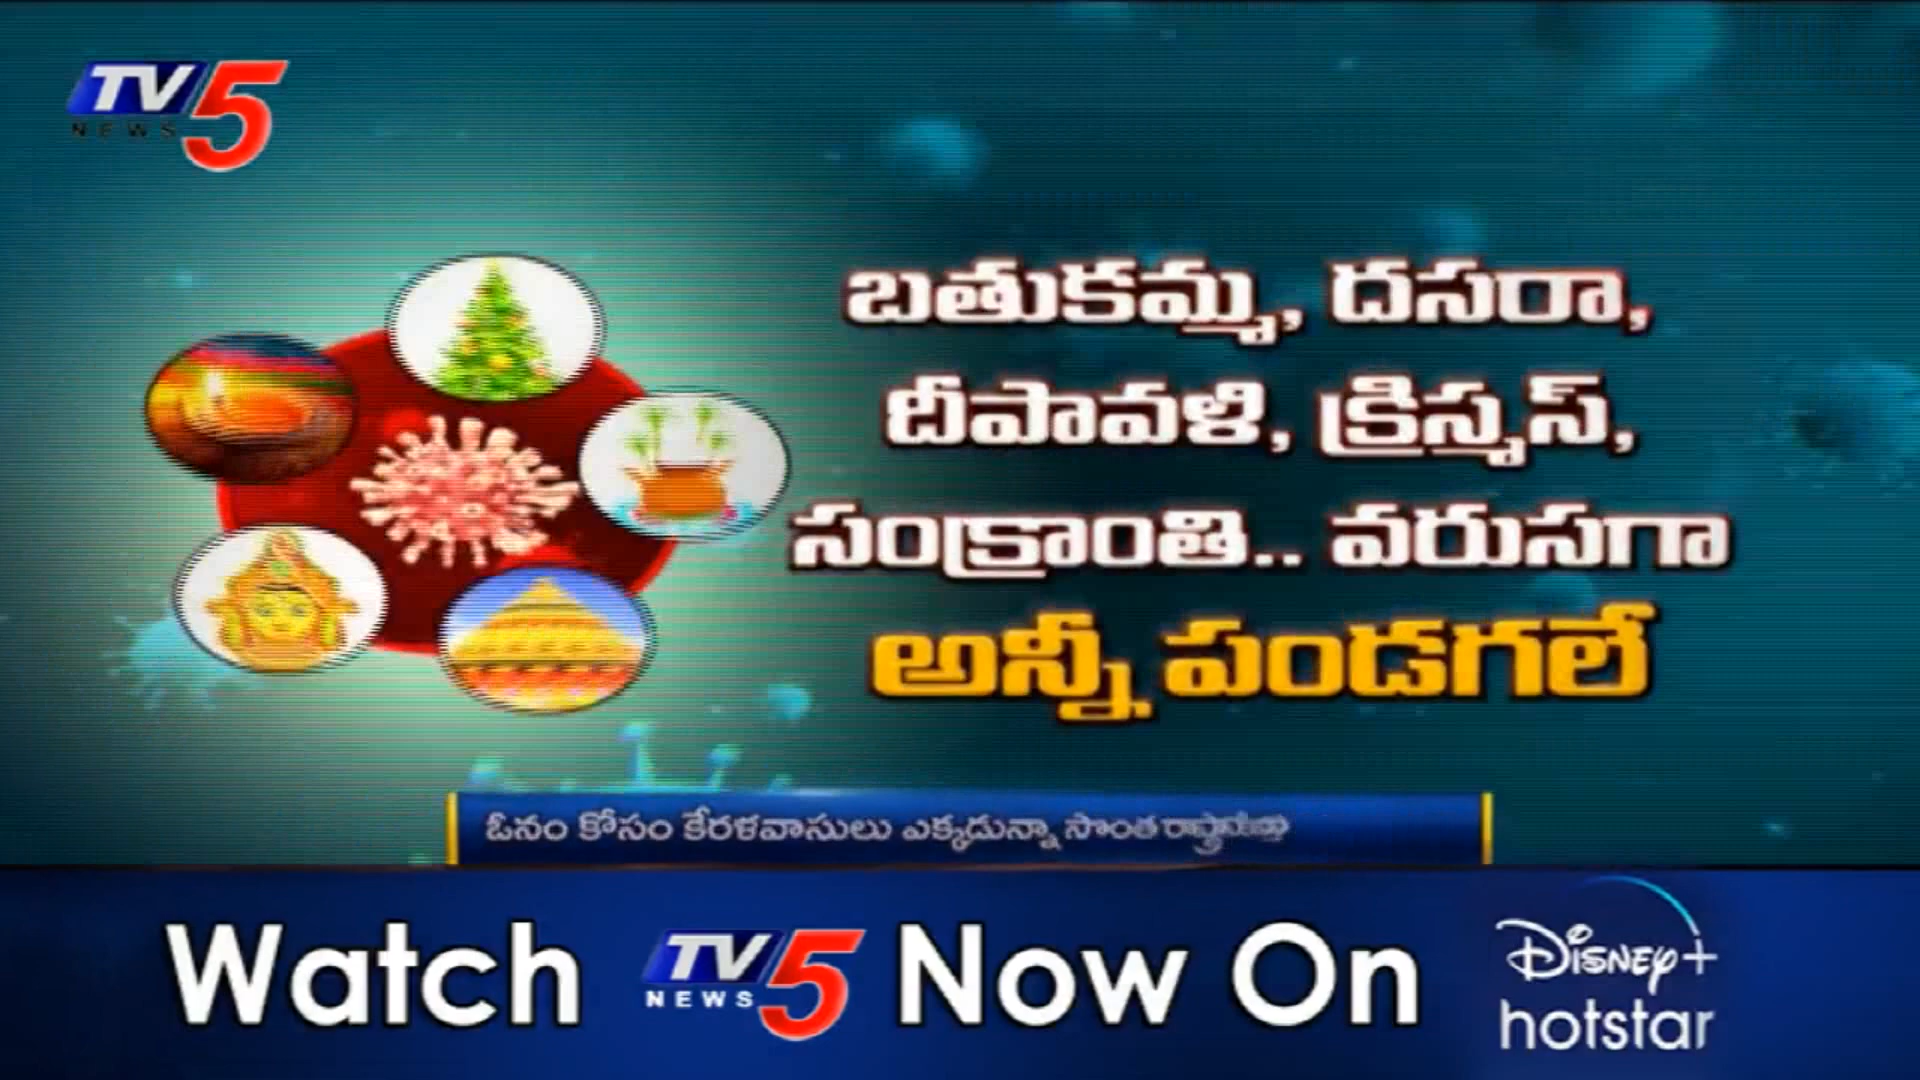 TV5
NEWS
బతుకమ్మ, దసరా,
దీపావళి, క్రిస్మస్,
సంక్రాంతి.. వరుసగా
అన్నీ పండగలే
ఓనం కోసం కేరళవాసులు ఎక్కడున్నా సొంత
Watch TV5 NEWS Now On Disney+ hotstar